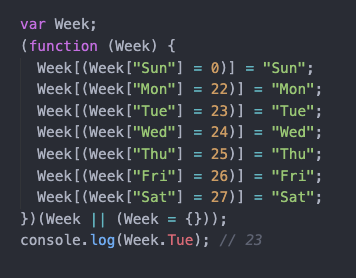 var Week;
(function (Week) {
  Week[(Week["Sun"] = 0)] = "Sun";
  Week[(Week["Mon"] = 22)] = "Mon";
  Week[(Week["Tue"] = 23)] = "Tue";
  Week[(Week["Wed"] = 24)] = "Wed";
  Week[(Week["Thu"] = 25)] = "Thu";
  Week[(Week["Fri"] = 26)] = "Fri";
  Week[(Week["Sat"] = 27)] = "Sat";
})(Week || (Week = {}));
console.log(Week.Tue); // 23